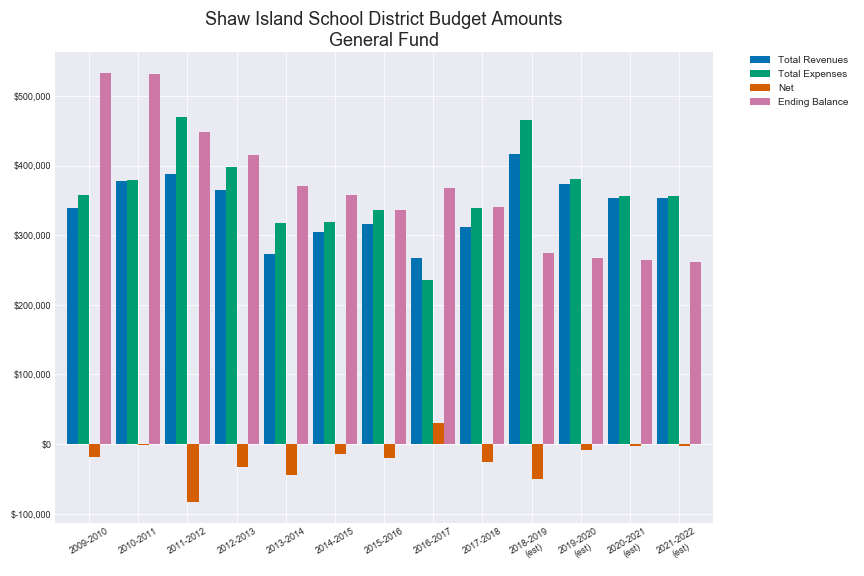 Shaw Island School District Budget Amounts
General Fund
Total Revenues
Total Expenses
Net
Ending Balance
$500,000
$400,000
$300,000
$200,000
$100,000
$0
$-100,000
2009-2010
2010-2011
2011-2012
2012-2013
2013-2014
2014-2015
2015-2016
2016-2017
2017-2018
2018-2019
(est)
2019-2020
(est)
2020-2021
(est)
2021-2022
(est)